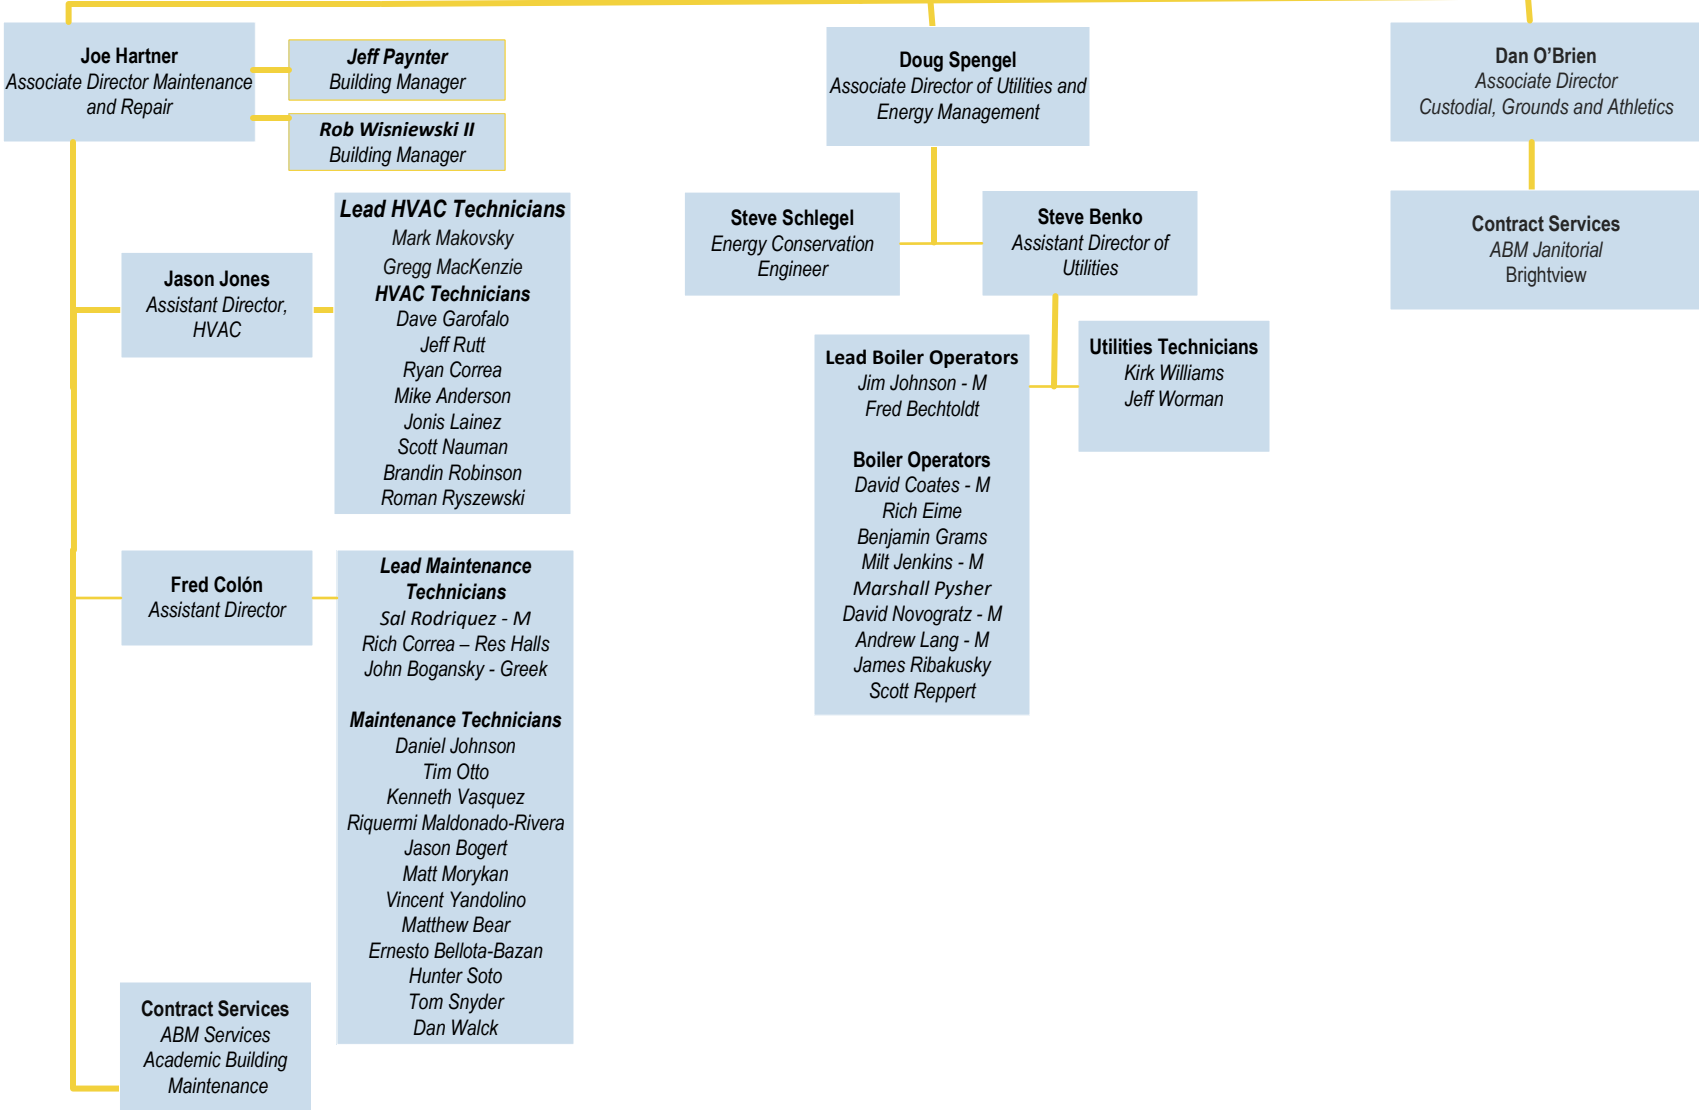 Joe Hartner
Associate Director Maintenance
and Repair
Jeff Paynter
Building Manager
Rob Wisniewski II
Building Manager
Jason Jones
Assistant Director,
HVAC
Lead HVAC Technicians
Mark Makovsky
Gregg MacKenzie
HVAC Technicians
Dave Garofalo
Jeff Rutt
Ryan Correa
Mike Anderson
Jonis Lainez
Scott Nauman
Brandin Robinson
Roman Ryszewski
Fred Colón
Assistant Director
Lead Maintenance
Technicians
Sal Rodriquez - M
Rich Correa – Res Halls
John Bogansky - Greek
Maintenance Technicians
Daniel Johnson
Tim Otto
Kenneth Vasquez
Riquermi Maldonado-Rivera
Jason Bogert
Matt Morykan
Vincent Yandolino
Matthew Bear
Ernesto Bellota-Bazan
Hunter Soto
Tom Snyder
Dan Walck
Contract Services
ABM Services
Academic Building
Maintenance
Doug Spengel
Associate Director of Utilities and
Energy Management
Steve Schlegel
Energy Conservation
Engineer
Steve Benko
Assistant Director of
Utilities
Lead Boiler Operators
Jim Johnson - M
Fred Bechtoldt
Boiler Operators
David Coates - M
Rich Eime
Benjamin Grams
Milt Jenkins - M
Marshall Pysher
David Novogratz - M
Andrew Lang - M
James Ribakusky
Scott Reppert
Utilities Technicians
Kirk Williams
Jeff Worman
Dan O’Brien
Associate Director
Custodial, Grounds and Athletics
Contract Services
ABM Janitorial
Brightview